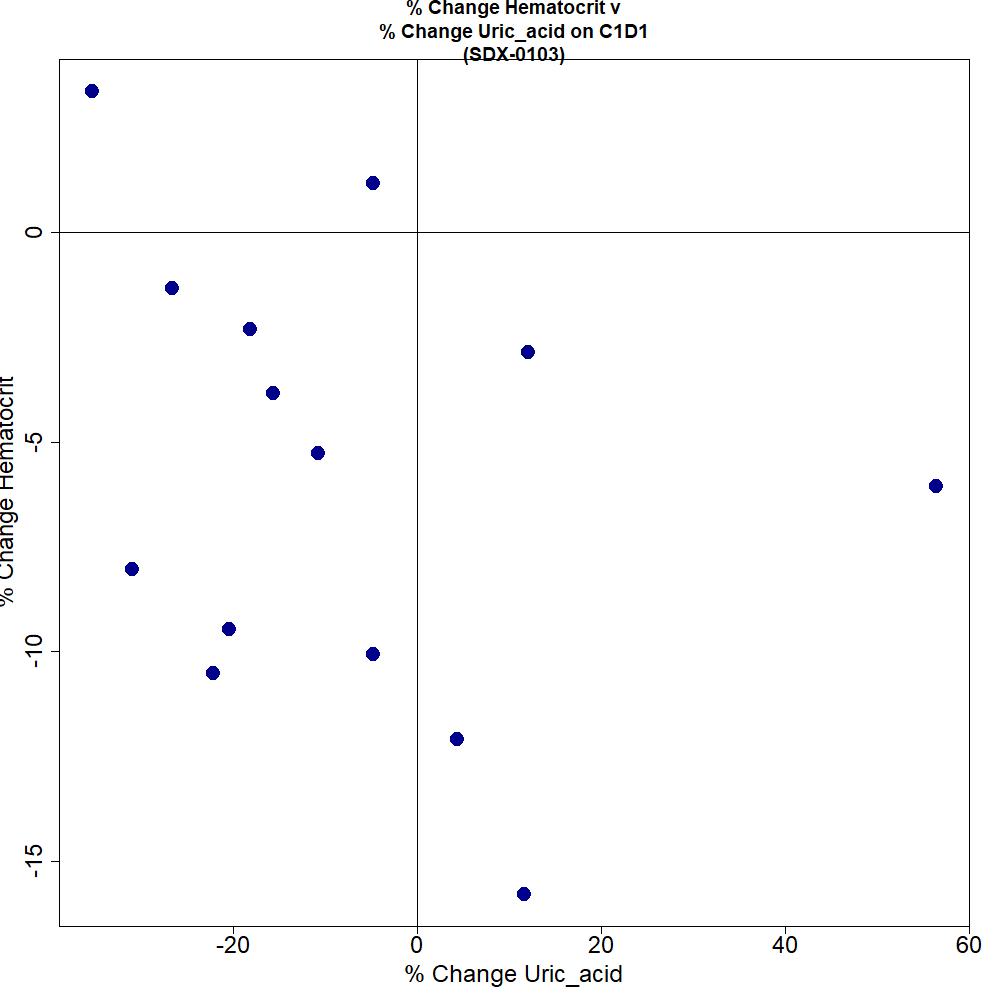 % Change Hematocrit v
% Change Uric_acid on C1D1
(SDX-0103)
0
-5
-10
-15
% Change Hematocrit
-20
0
20
40
60
% Change Uric_acid